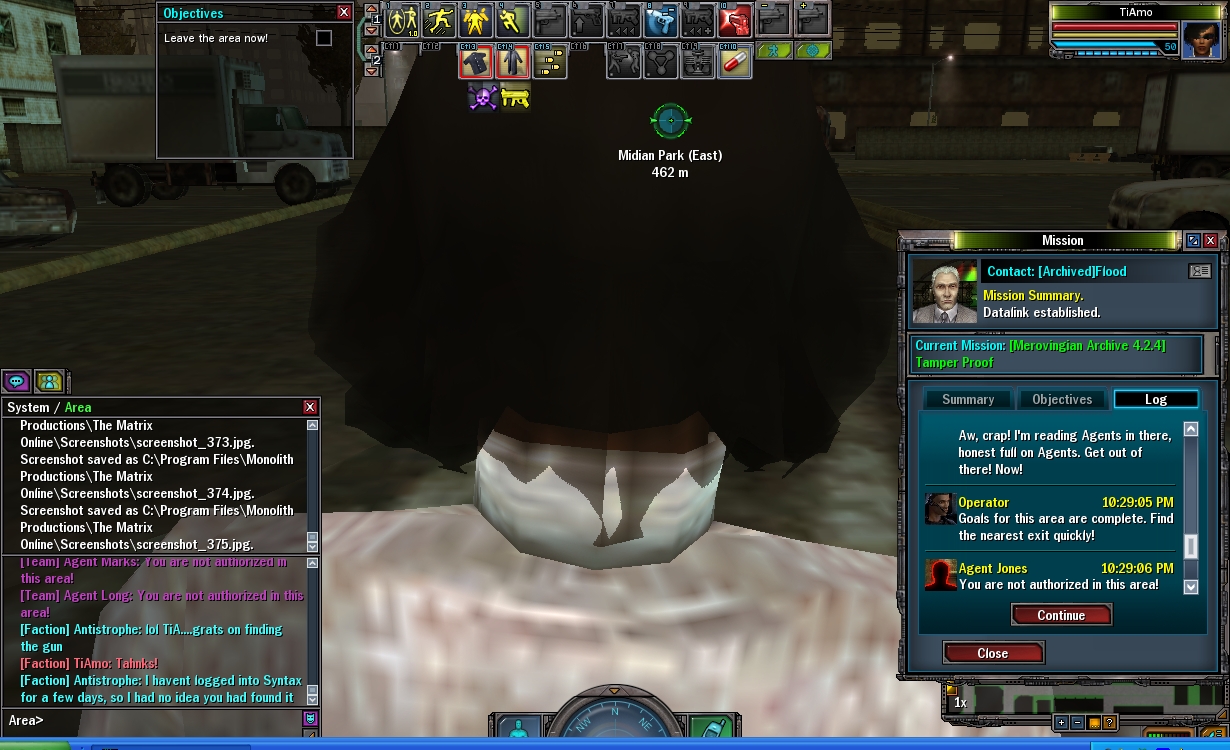 Objectives
Leave the area now!
TiAmo
50
Midian Park (East)
462 m
Mission
Contact: [Archived]Flood
Mission Summary.
Datalink established.
Current Mission: [Merovingian Archive 4.2.4]
Tamper Proof
Summary
Objectives
Log
Aw, crap! I'm reading Agents in there,
honest full on Agents. Get out of
there! Now!
Operator 10:29:05 PM
Goals for this area are complete. Find
the nearest exit quickly!
Agent Jones 10:29:06 PM
You are not authorized in this area!
Continue
Close
System / Area
Productions\The Matrix
Online\Screenshots\screenshot_373.jpg.
Screenshot saved as C:\Program Files\Monolith
Productions\The Matrix
Online\Screenshots\screenshot_374.jpg.
Screenshot saved as C:\Program Files\Monolith
Productions\The Matrix
Online\Screenshots\screenshot_375.jpg.
[Team] Agent Marks: You are not authorized in
this area!
[Team] Agent Long: You are not authorized in this
area!
[Faction] Antistrophe: lol TiA....grats on finding
the gun
[Faction] TiAmo: Tahnks!
[Faction] Antistrophe: I havent logged into Syntax
for a few days, so I had no idea you had found it
Area>
NW N NE
1x